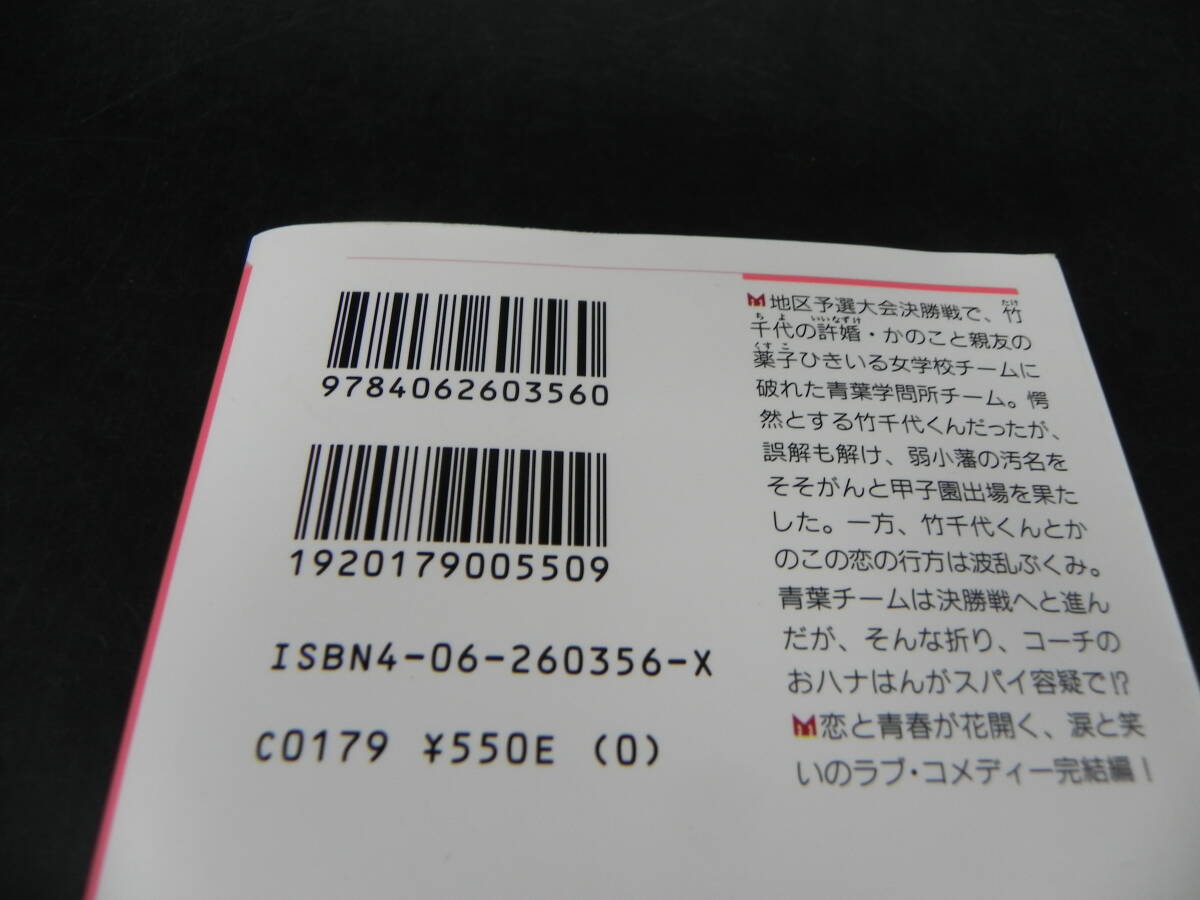 9784062603560
1920179005509
ISBN4-06-260356-X
C0179 ¥550E (0)
地区予選大会決勝戦で、竹
千代の許婚・かのこと親友の
薬子ひきいる女学校チームに
破れた青葉学問所チーム。愕
然とする竹千代くんだったが、
誤解も解け、弱小藩の汚名を
そそがんと甲子園出場を果た
した。一方、竹千代くんとか
のこの恋の行方は波乱ぶくみ。
青葉チームは決勝戦へと進ん
だが、そんな折り、コーチの
おハナはんがスパイ容疑で!?
恋と青春が花開く、涙と笑
いのラブ・コメディー完結編！